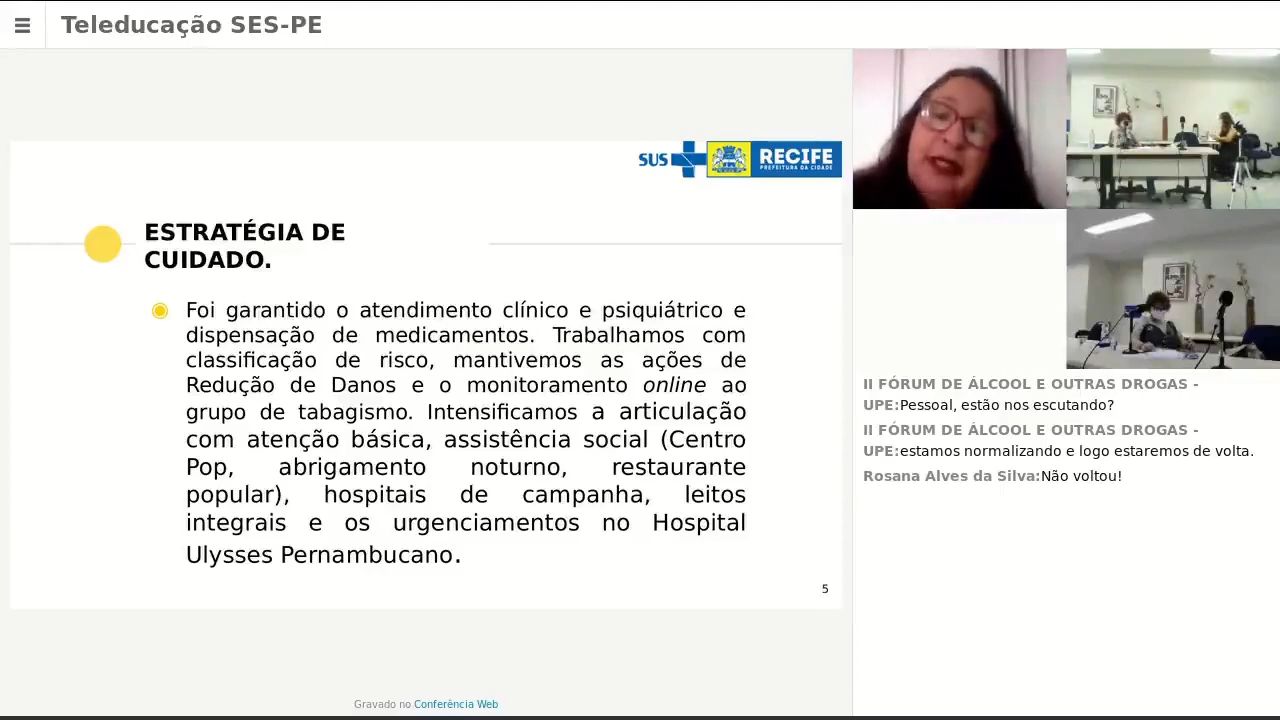 Teleducação SES-PE
SUS
RECIFE
PREFEITURA DA CIDADE
ESTRATÉGIA DE
CUIDADO.
Foi garantido o atendimento clínico e psiquiátrico e
dispensação de medicamentos. Trabalhamos com
classificação de risco, mantivemos as ações de
Redução de Danos e o monitoramento online ao
grupo de tabagismo. Intensificamos a articulação
com atenção básica, assistência social (Centro
Pop, abrigamento noturno, restaurante
popular), hospitais de campanha, leitos
integrais e os urgenciamentos no Hospital
Ulysses Pernambucano.
5
Gravado no Conferência Web
II FÓRUM DE ÁLCOOL E OUTRAS DROGAS -
UPE:Pessoal, estão nos escutando?
II FÓRUM DE ÁLCOOL E OUTRAS DROGAS -
UPE:estamos normalizando e logo estaremos de volta.
Rosana Alves da Silva:Não voltou!